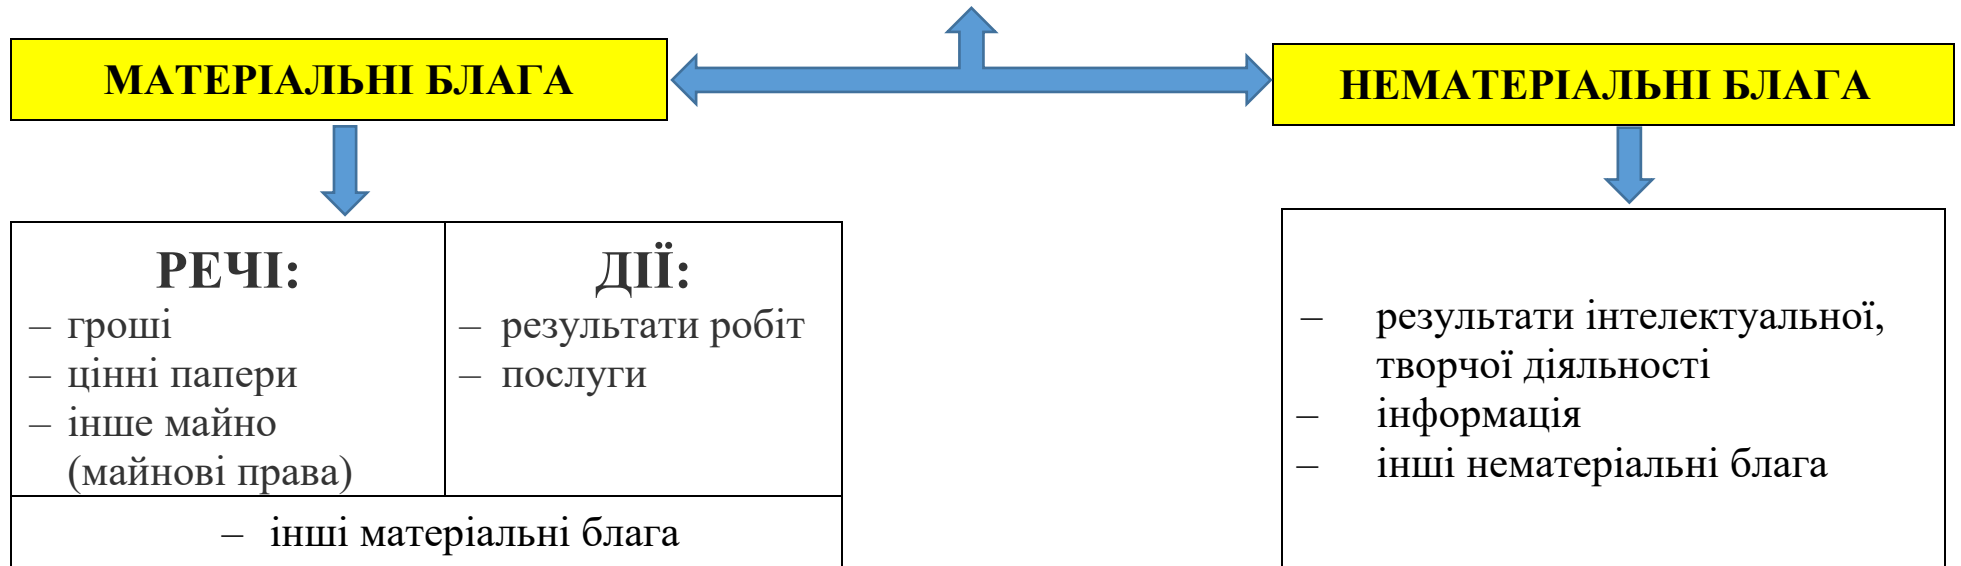 МАТЕРІАЛЬНІ БЛАГА
НЕМАТЕРІАЛЬНІ БЛАГА
РЕЧІ:
– гроші
– цінні папери
– інше майно
(майнові права)
ДІЇ:
– результати робіт
– послуги
– інші матеріальні блага
– результати інтелектуальної,
творчої діяльності
– інформація
– інші нематеріальні блага